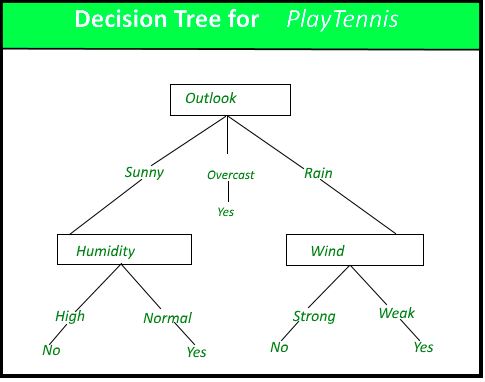 Decision Tree for PlayTennis
Outlook
Sunny
Overcast
Rain
Yes
Humidity
Wind
High
Normal
Strong
Weak
No
Yes
No
Yes